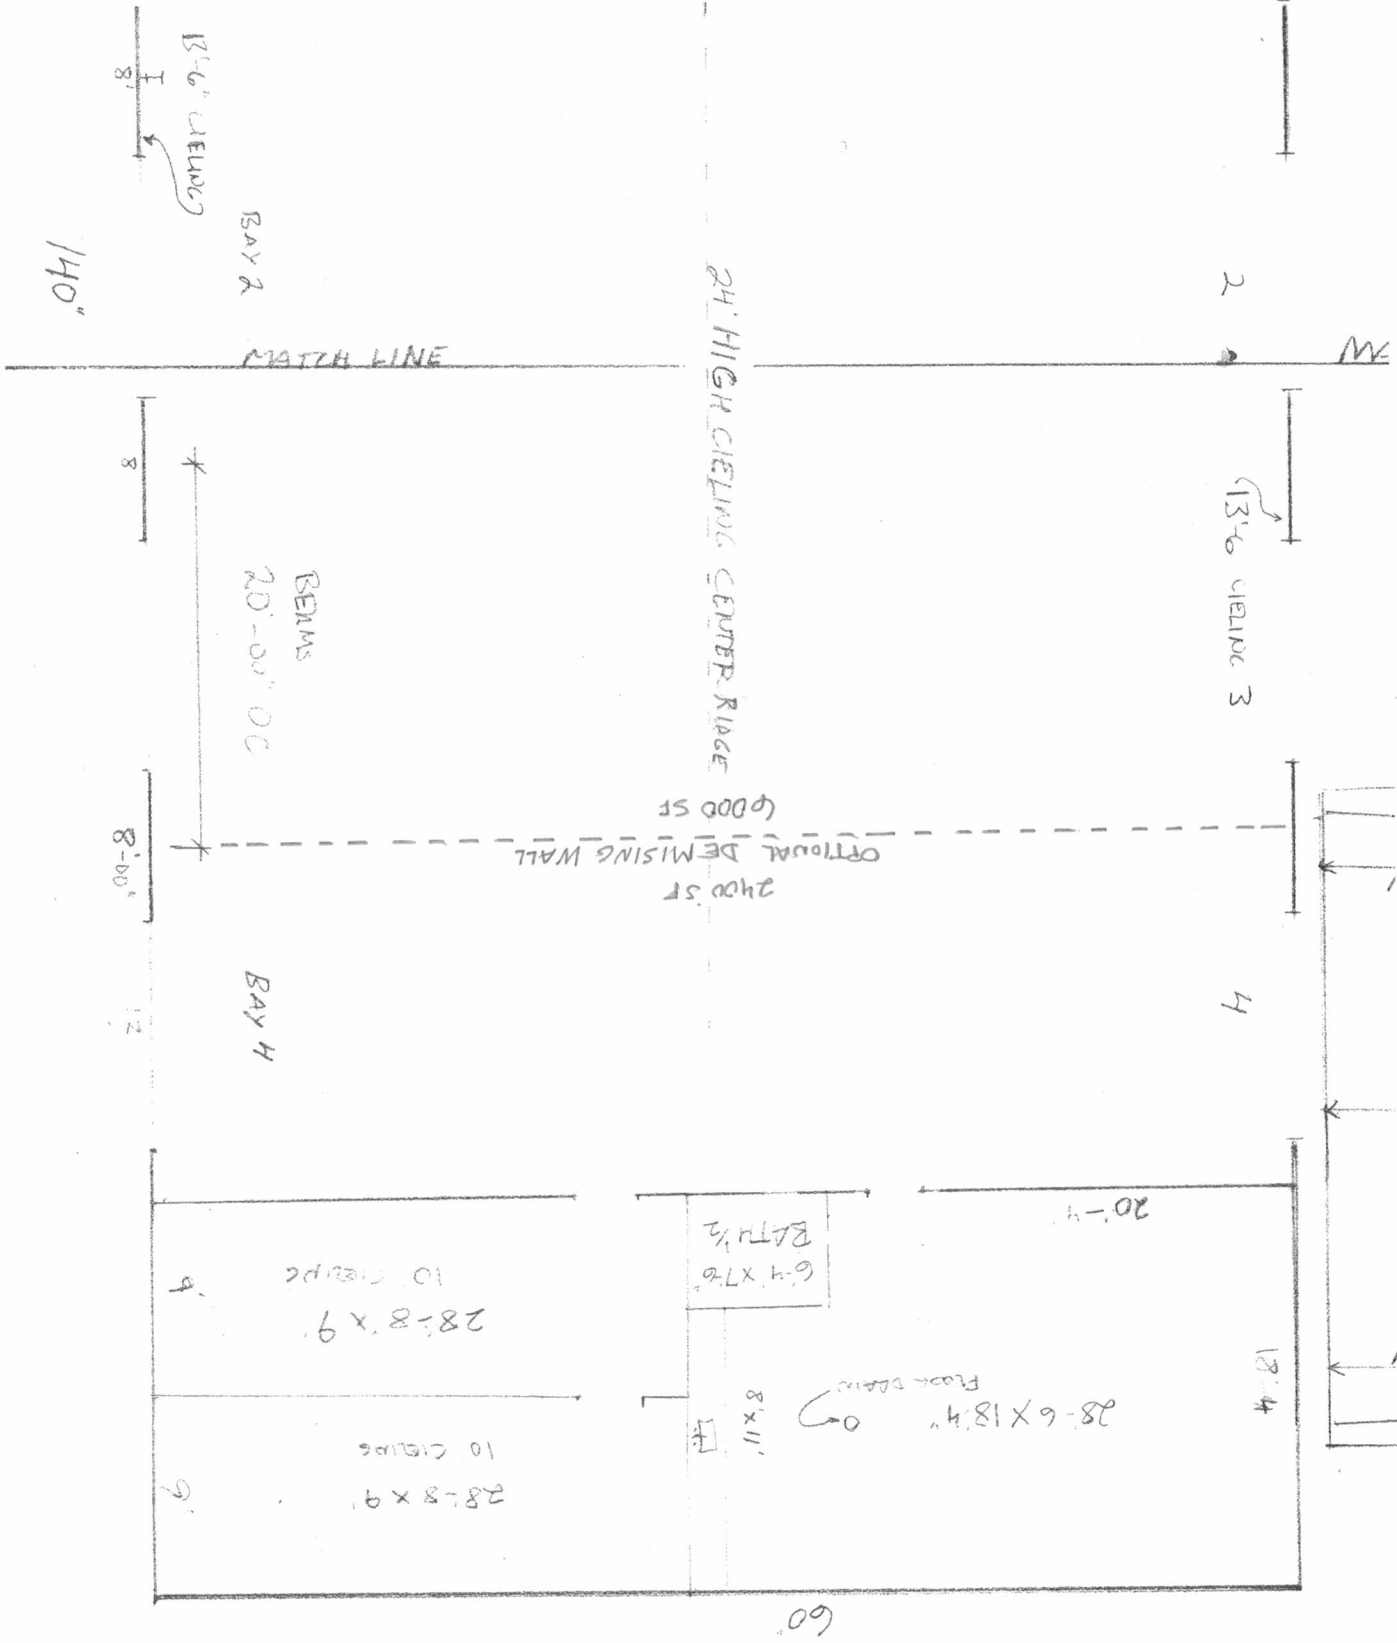 13'-6" CIELING
8'
BAY 2
140"
2
24' HIGH CIELING CENTER RIDGE
MATCH LINE
8
BEAMS
20'-00" OC
13'-6 CIELING
3
6000 SF
OPTIONAL DEMISING WALL
2400 SF
8'-00"
12
BAY 4
4
20'-4"
BATH 1/2
6-4 X 7-6"
9'
10 CIELING
28'-8" X 9'
18'4
FLOOR DRAIN
28-6 X 18'4"
8'X11'
10 CIELING
28'-8 X 9'
9'
60'